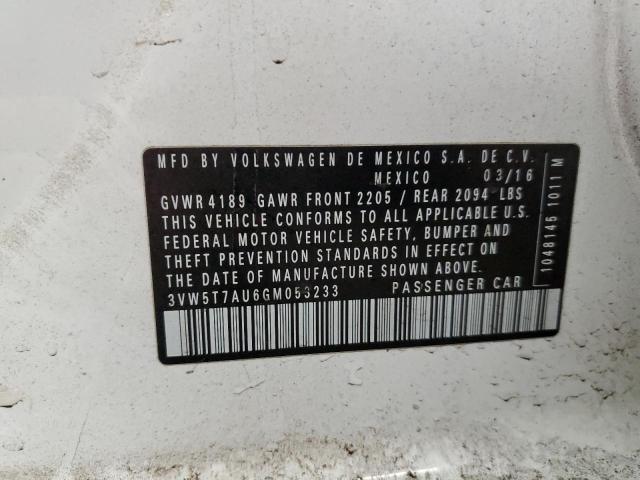 MFD BY VOLKSWAGEN DE MEXICO S.A. DE C.V.
MEXICO 03/16
GVWR 4189 GAWR FRONT 2205 / REAR 2094 LBS
THIS VEHICLE CONFORMS TO ALL APPLICABLE U.S.
FEDERAL MOTOR VEHICLE SAFETY, BUMPER AND
THEFT PREVENTION STANDARDS IN EFFECT ON
THE DATE OF MANUFACTURE SHOWN ABOVE.
3VW5T7AU6GM053233 PASSENGER CAR
1048145 1011 M